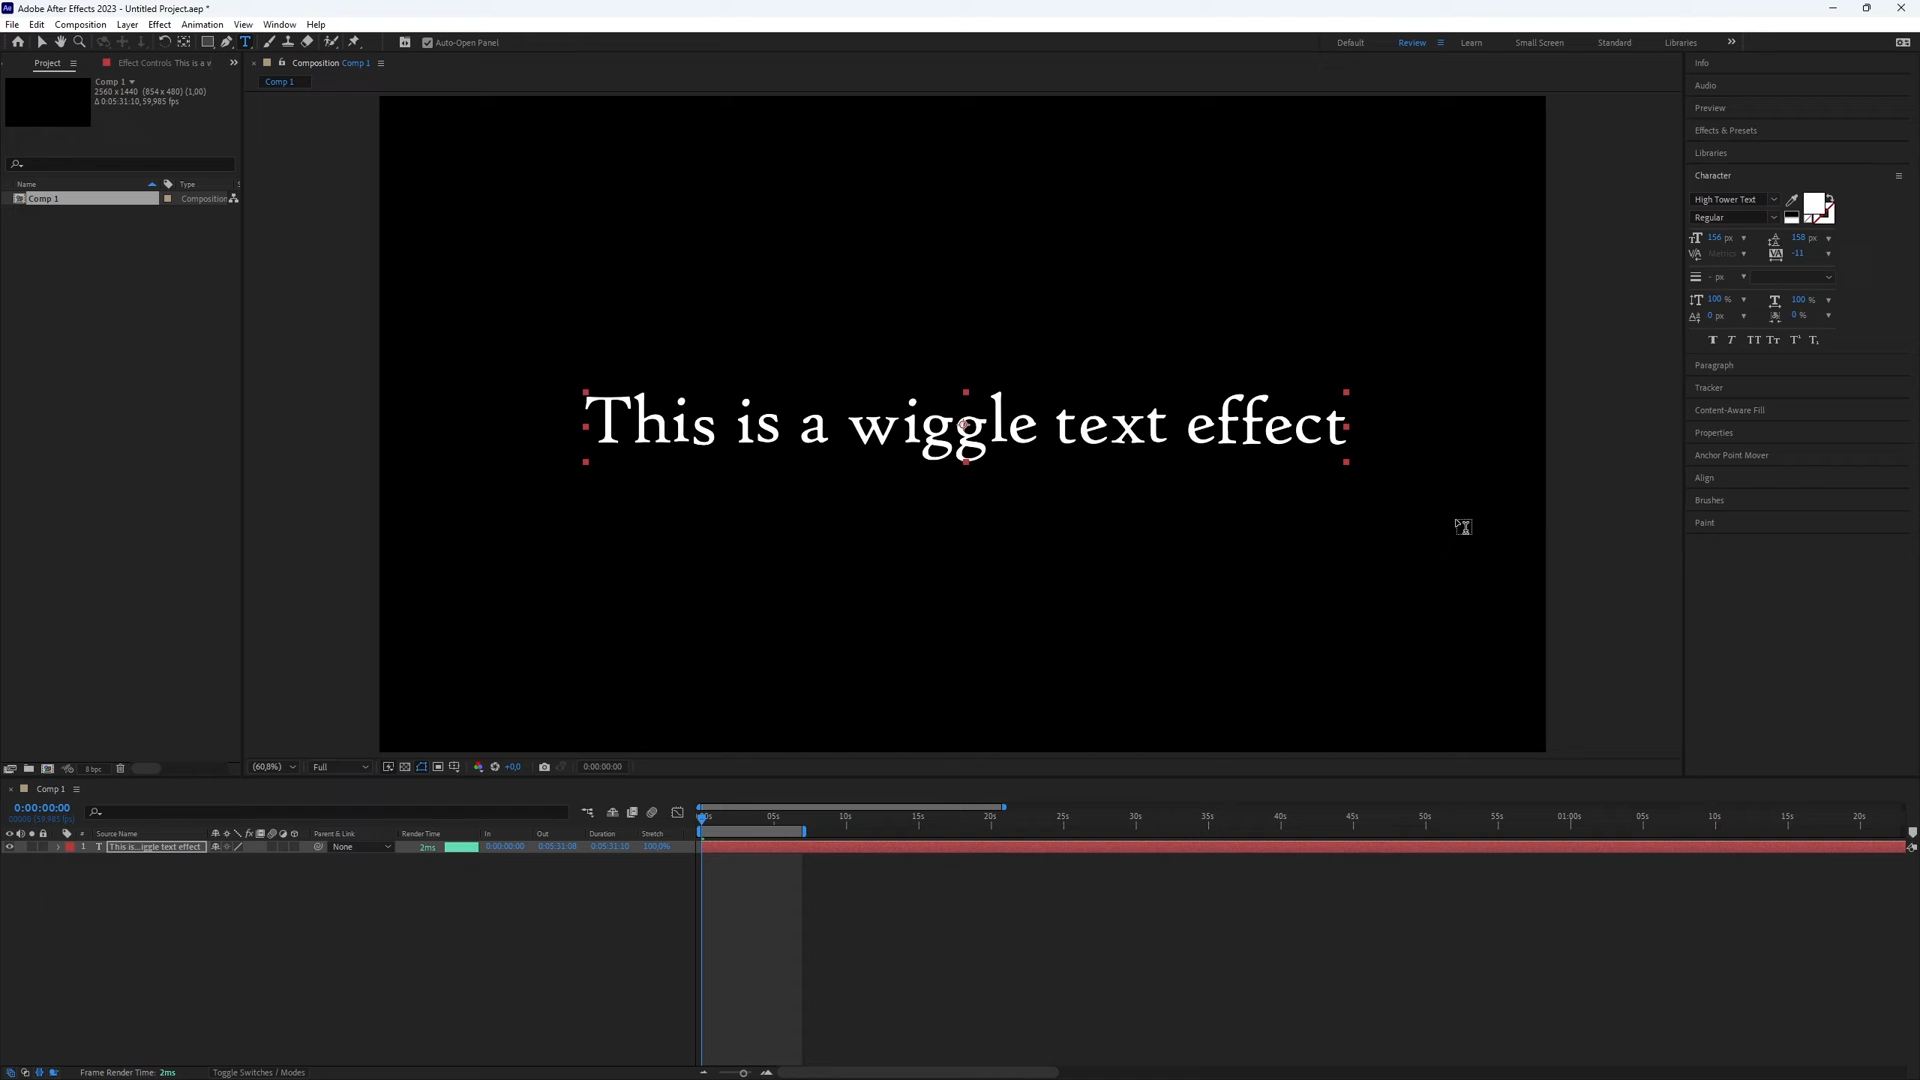 Adobe After Effects 2023 - Untitled Project.aep *
File Edit Composition Layer Effect Animation View Window Help
Auto-Open Panel
Default Review Learn Small Screen Standard Libraries
Project Effect Controls This is a w
Composition Comp 1
Comp 1
Comp 1
2560 x 1440 (854 x 480) (1,00)
Δ 0:05:31:10, 59,985 fps
Name Type
Comp 1 Composition
This is a wiggle text effect
Info
Audio
Preview
Effects & Presets
Libraries
Character
High Tower Text
Regular
156 px 158 px
Metrics -11
- px
100 % 100 %
0 px 0 %
Paragraph
Tracker
Content-Aware Fill
Properties
Anchor Point Mover
Align
Brushes
Paint
8 bpc
(60,8%) Full +0,0 0:00:00:00
Comp 1
0:00:00:00
00000 (59,985 fps)
05s 10s 15s 20s 25s 30s 35s 40s 45s 50s 55s 01:00s 05s 10s 15s 20s
# Source Name Parent & Link Render Time In Out Duration Stretch
1 T This is...iggle text effect None 2ms 0:00:00:00 0:05:31:08 0:05:31:10 100,0%
Frame Render Time: 2ms Toggle Switches / Modes